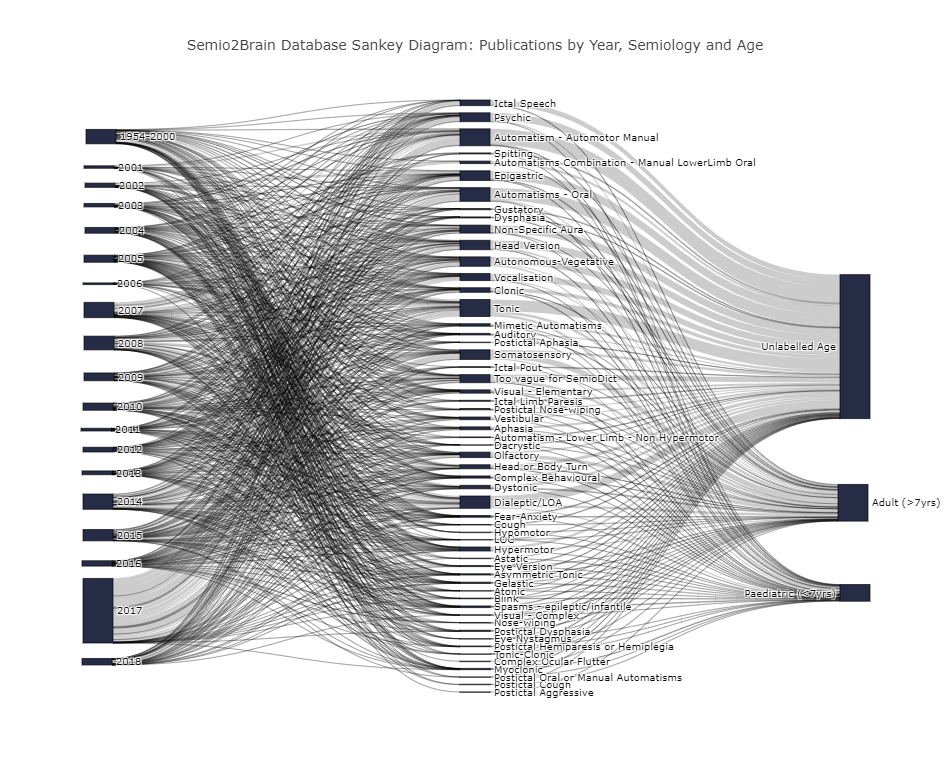 Semio2Brain Database Sankey Diagram: Publications by Year, Semiology and Age
1954-2000
2001
2002
2003
2004
2005
2006
2007
2008
2009
2010
2011
2012
2013
2014
2015
2016
2017
2018
Ictal Speech
Psychic
Automatism - Automotor Manual
Spitting
Automatisms Combination - Manual LowerLimb Oral
Epigastric
Automatisms - Oral
Gustatory
Dysphasia
Non-Specific Aura
Head Version
Autonomous-Vegetative
Vocalisation
Clonic
Tonic
Mimetic Automatisms
Auditory
Postictal Aphasia
Somatosensory
Ictal Pout
Too vague for SemioDict
Visual - Elementary
Ictal Limb Paresis
Postictal Nose-wiping
Vestibular
Aphasia
Automatism - Lower Limb - Non Hypermotor
Dacrystic
Olfactory
Head or Body Turn
Complex Behavioural
Dystonic
Dialeptic/LOA
Fear-Anxiety
Cough
Hypomotor
LOC
Hypermotor
Astatic
Eye Version
Asymmetric Tonic
Gelastic
Atonic
Blink
Spasms - epileptic/infantile
Visual - Complex
Nose-wiping
Postictal Dysphasia
Eye Nystagmus
Postictal Hemiparesis or Hemiplegia
Tonic-Clonic
Complex Ocular Flutter
Myoclonic
Postictal Oral or Manual Automatisms
Postictal Cough
Postictal Aggressive
Unlabelled Age
Adult (>7yrs)
Paediatric (<7yrs)